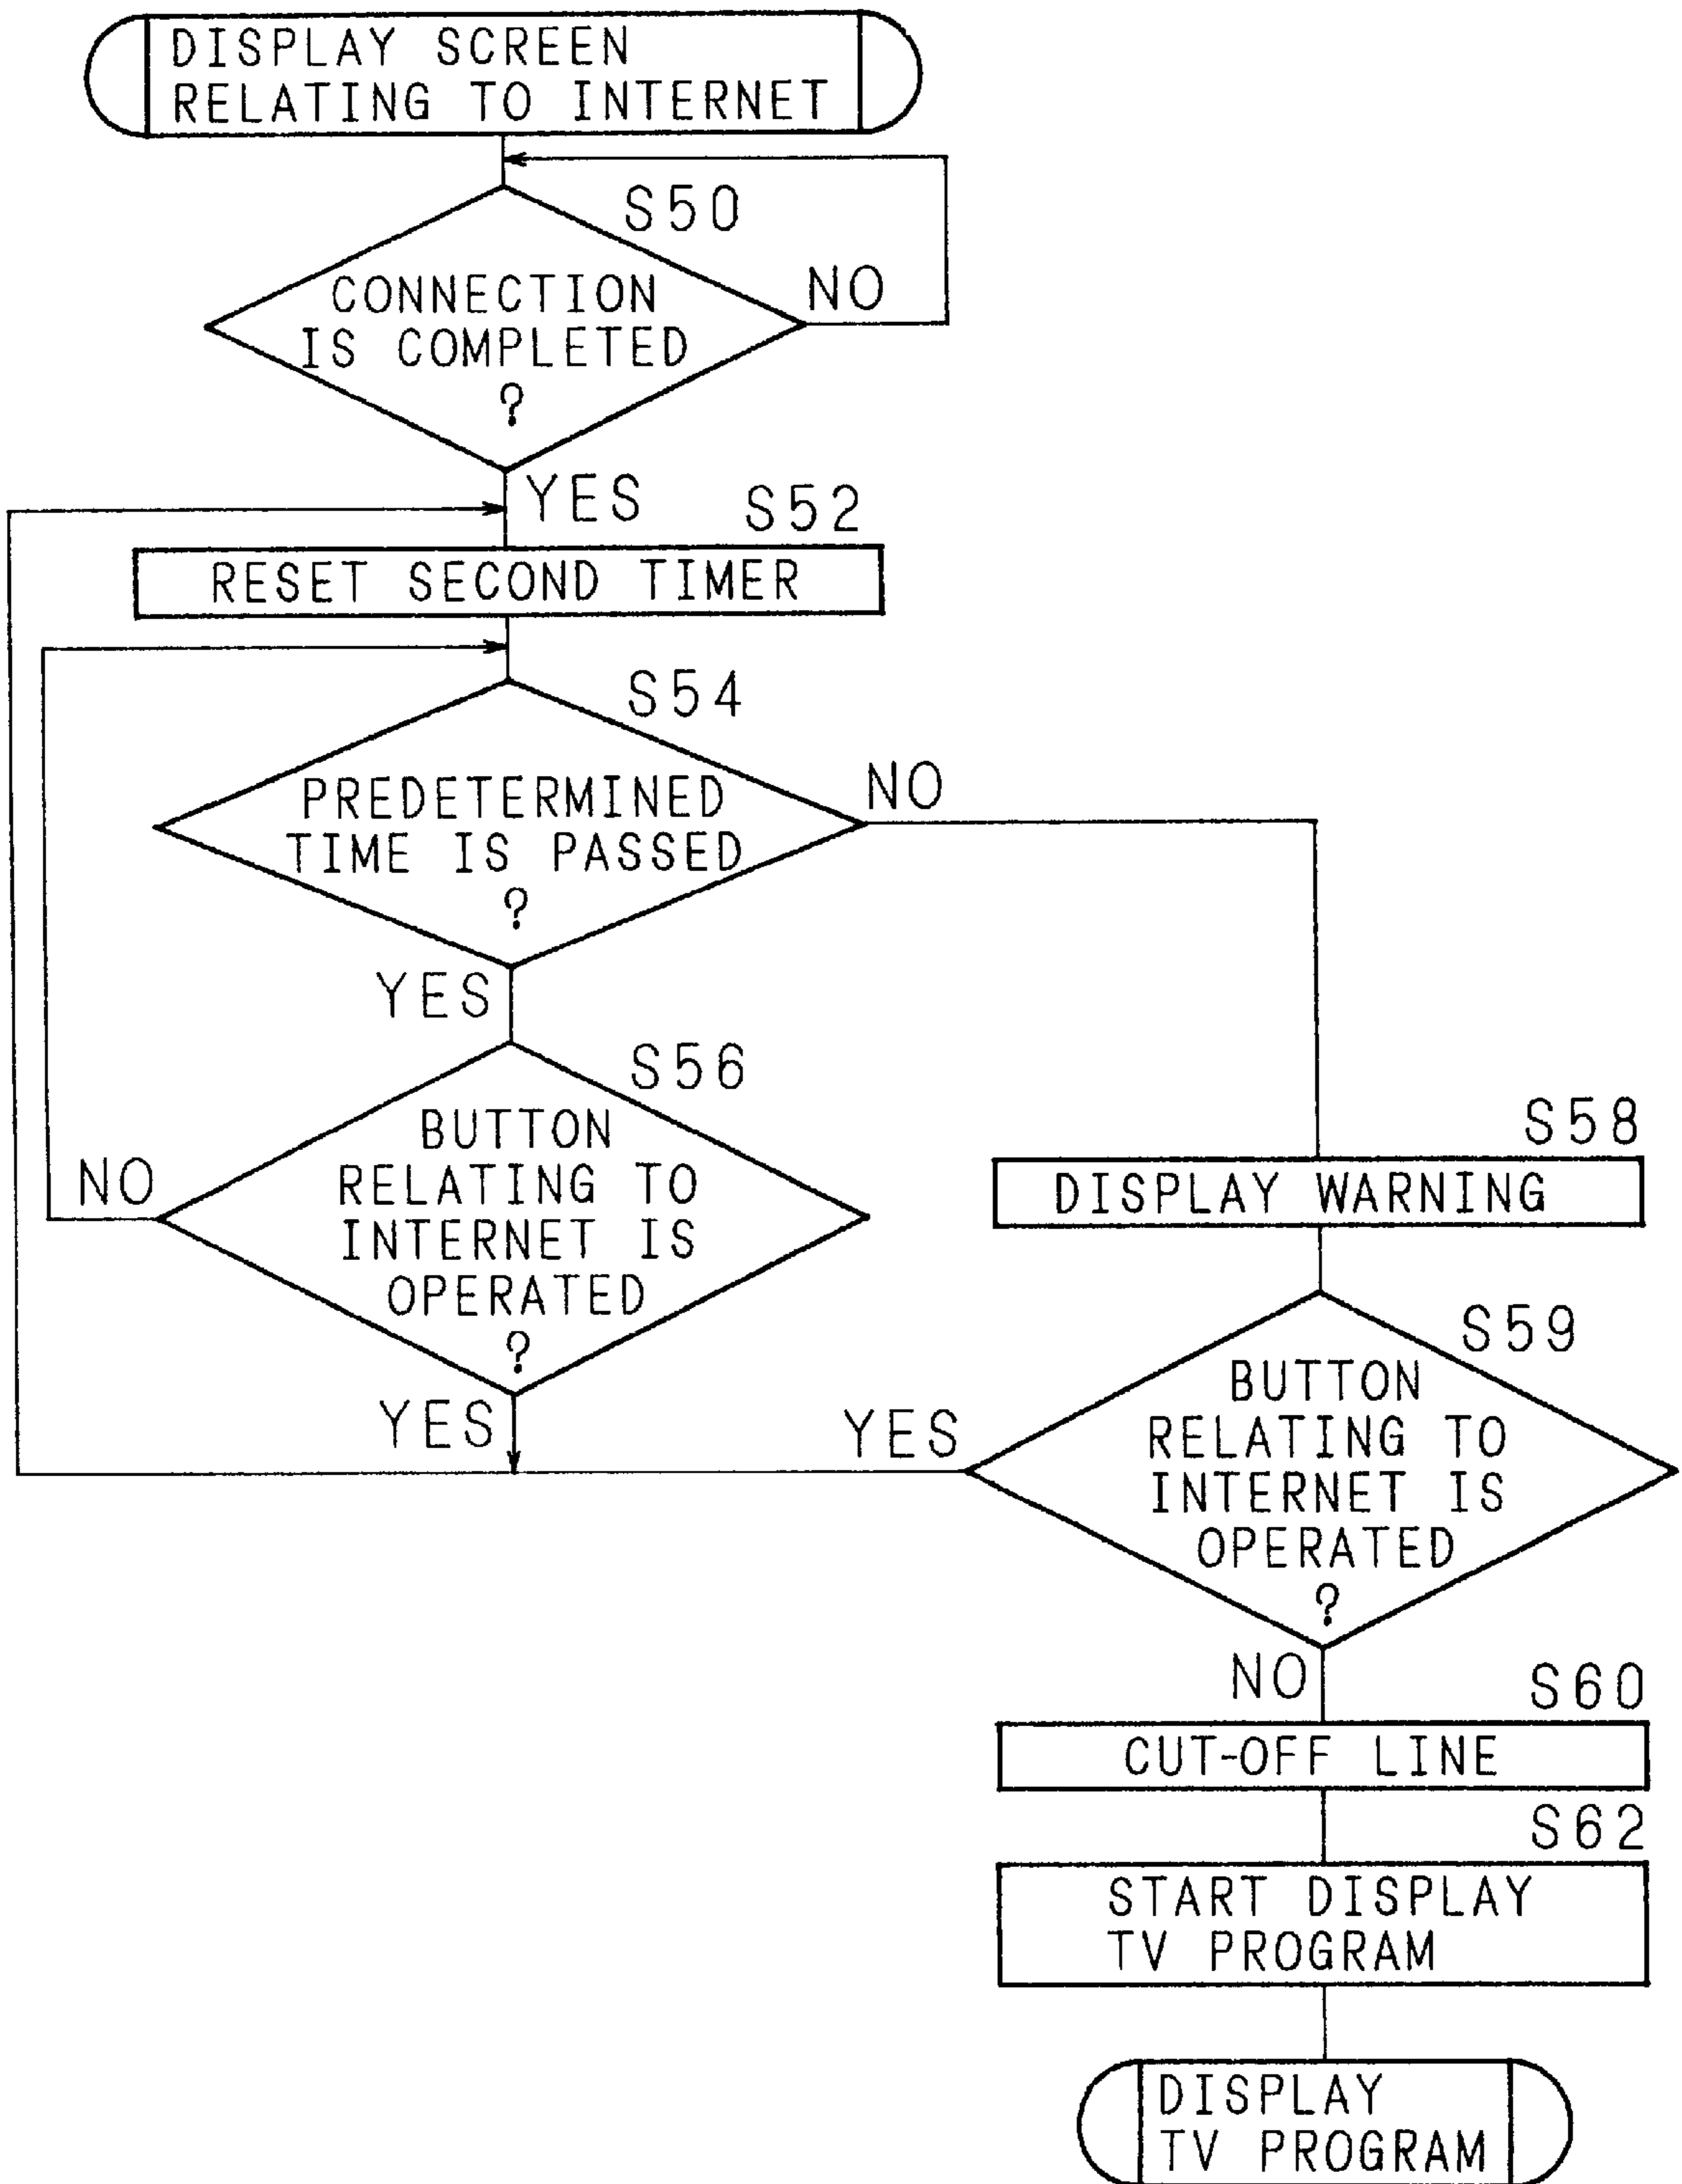 DISPLAY SCREEN
RELATING TO INTERNET
S50
CONNECTION
IS COMPLETED
?
NO
YES
S52
RESET SECOND TIMER
S54
PREDETERMINED
TIME IS PASSED
?
NO
YES
S56
BUTTON
RELATING TO
INTERNET IS
OPERATED
?
NO
YES
S58
DISPLAY WARNING
S59
BUTTON
RELATING TO
INTERNET IS
OPERATED
?
YES
NO
S60
CUT-OFF LINE
S62
START DISPLAY
TV PROGRAM
DISPLAY
TV PROGRAM